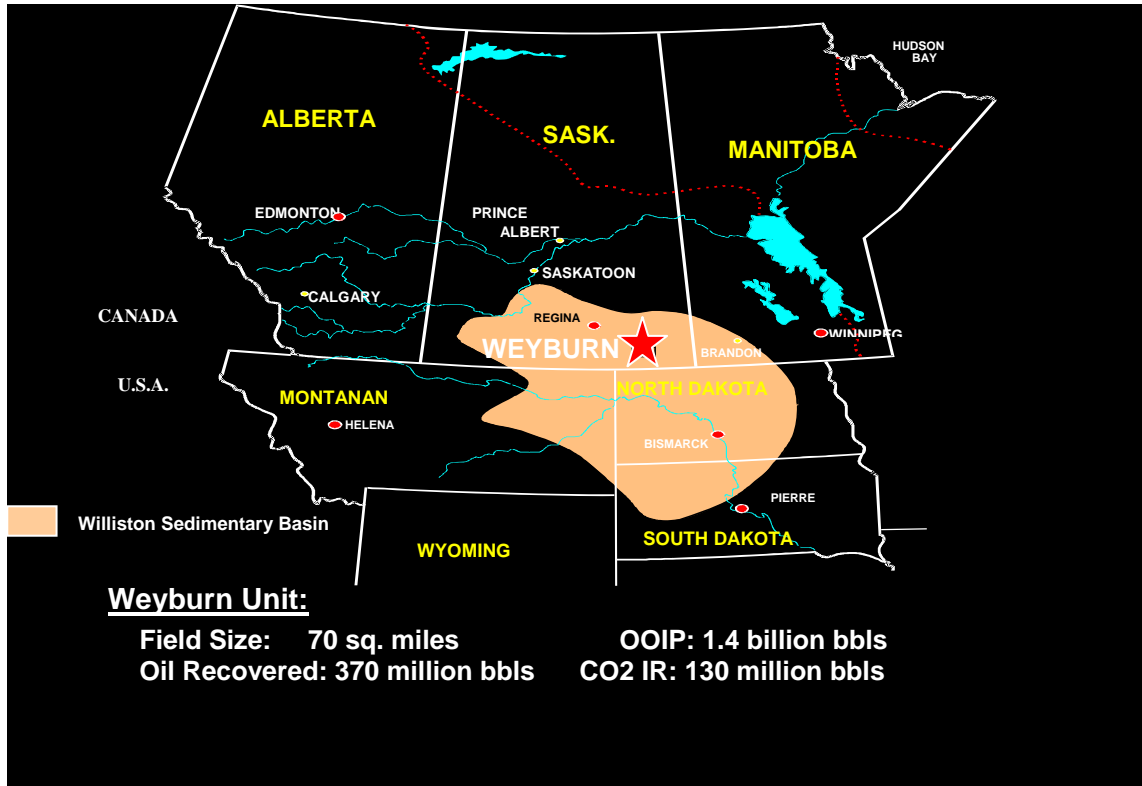 HUDSON
BAY
ALBERTA
SASK.
MANITOBA
EDMONTON
PRINCE
ALBERT
SASKATOON
CALGARY
CANADA
REGINA
WINNIPEG
WEYBURN
BRANDON
U.S.A.
MONTANAN
NORTH DAKOTA
HELENA
BISMARCK
PIERRE
Williston Sedimentary Basin
SOUTH DAKOTA
WYOMING
Weyburn Unit:
Field Size: 70 sq. miles OOIP: 1.4 billion bbls
Oil Recovered: 370 million bbls CO2 IR: 130 million bbls